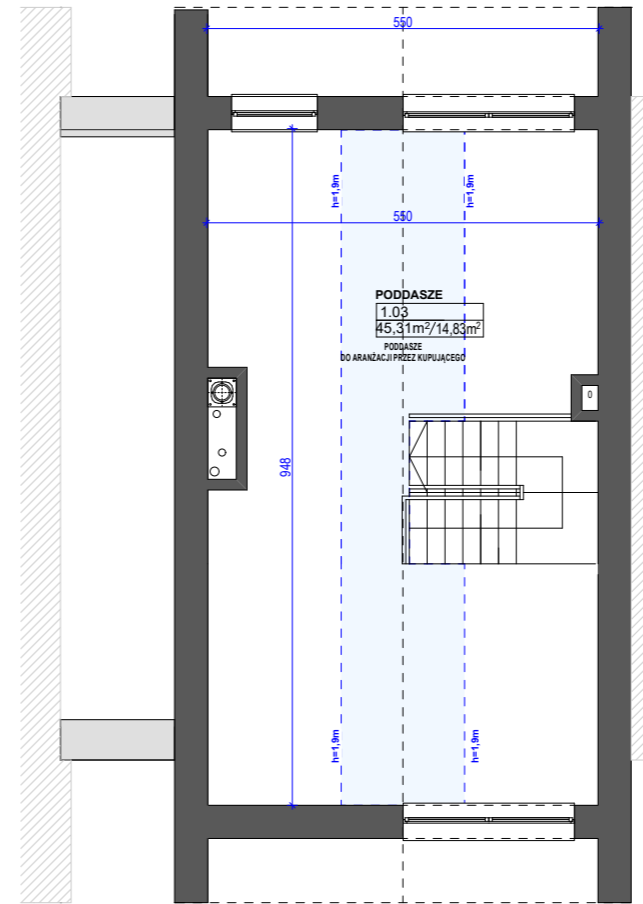 550
h=1,9m
h=1,9m
550
PODDASZE
1.03
45,31m²/14,83m²
PODDASZE
DO ARANŻACJI PRZEZ KUPUJĄCEGO
0
948
h=1,9m
h=1,9m